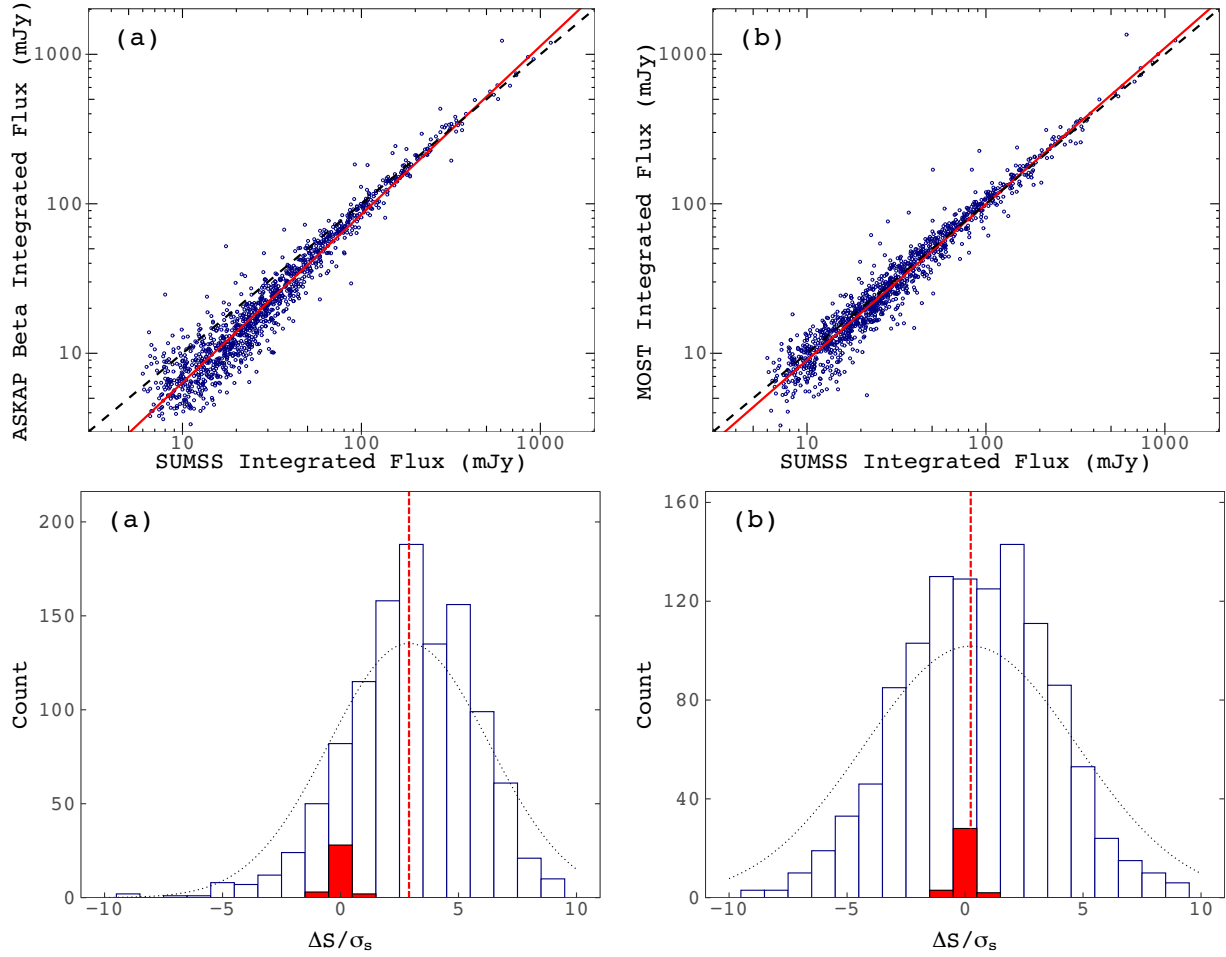 (a)
ASKAP Beta Integrated Flux (mJy)
1000
100
10
10 100 1000
SUMSS Integrated Flux (mJy)
(b)
MOST Integrated Flux (mJy)
1000
100
10
10 100 1000
SUMSS Integrated Flux (mJy)
(a)
Count
200
150
100
50
0
−10 −5 0 5 10
ΔS/σs
(b)
Count
160
120
80
40
0
−10 −5 0 5 10
ΔS/σs